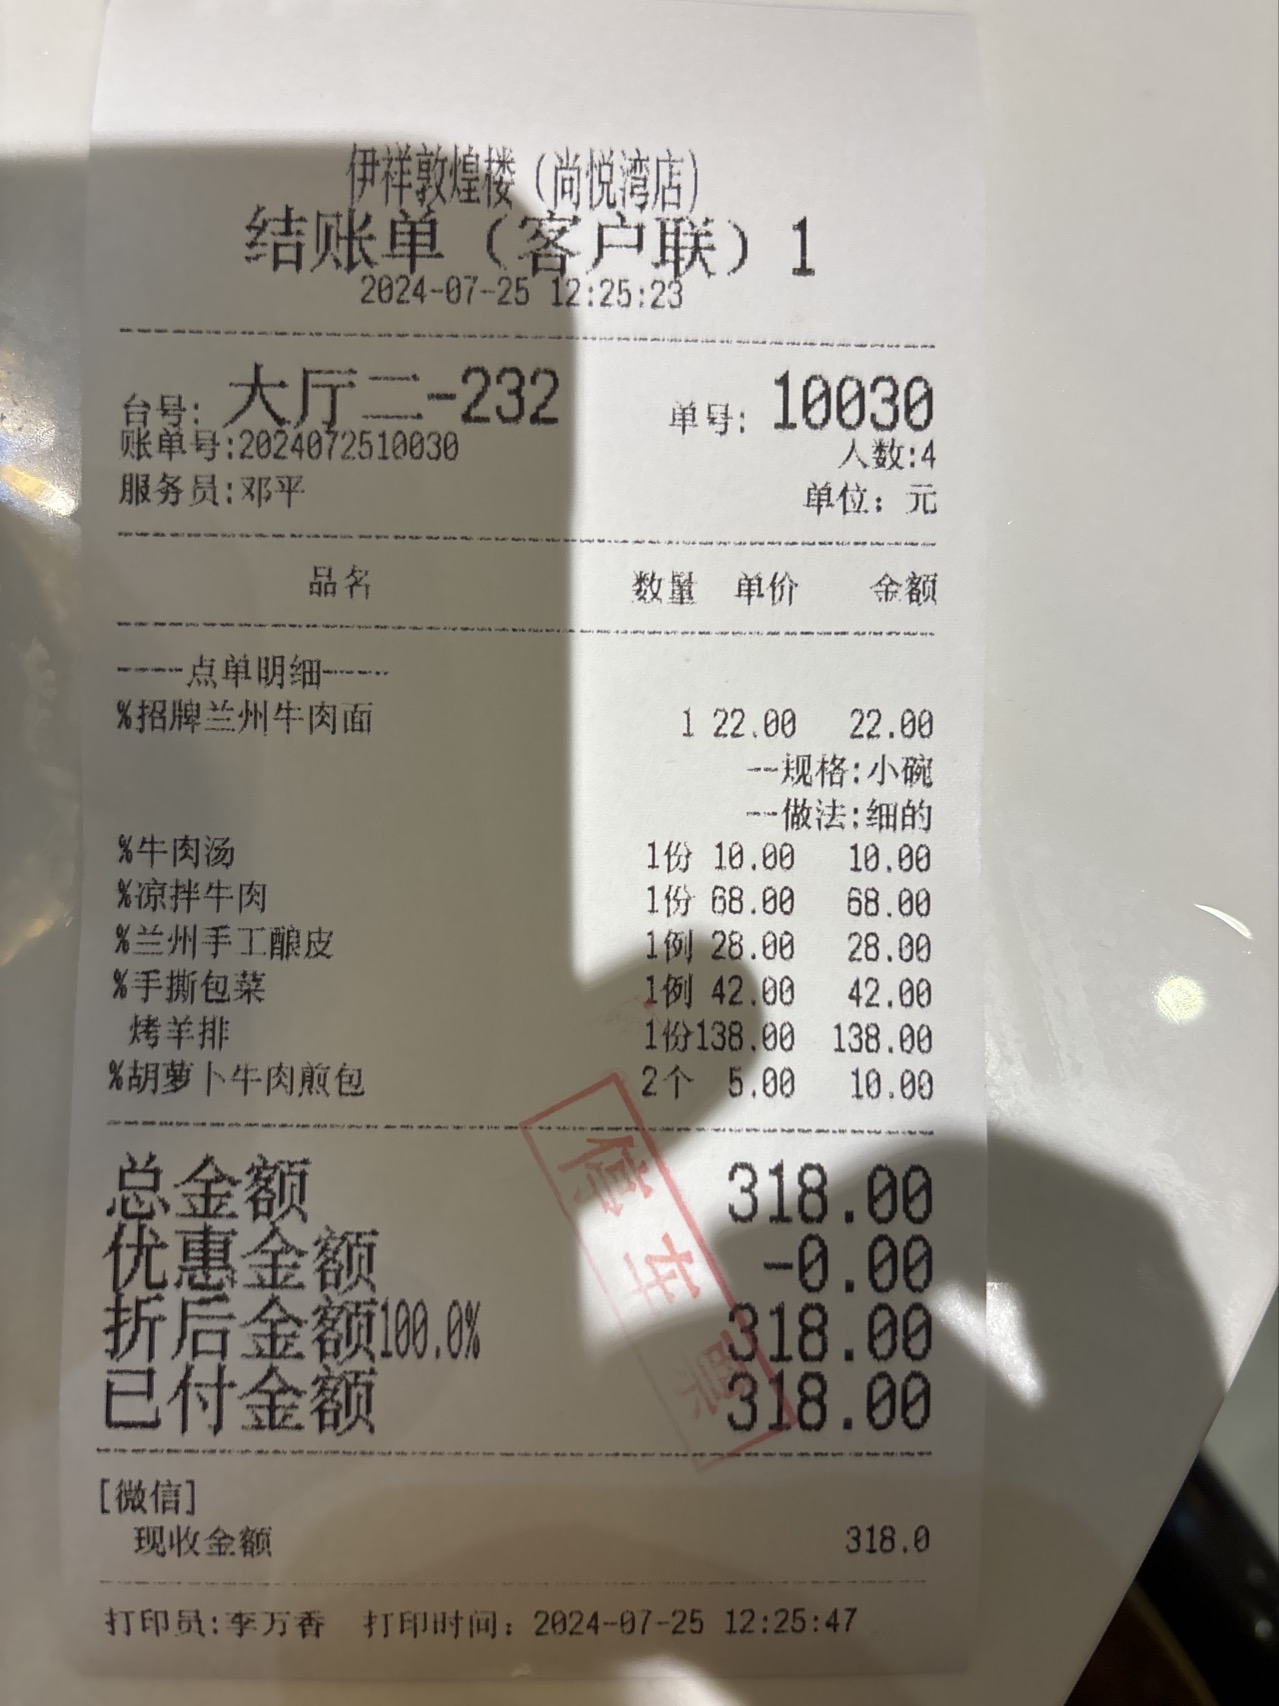 伊祥敦煌楼(尚悦湾店)
结账单(客户联)1
2024-07-25 12:25:23
台号: 大厅二-232 单号: 10030
账单号:2024072510030 人数:4
服务员:邓平 单位: 元
品名 数量 单价 金额
----点单明细----
%招牌兰州牛肉面 1 22.00 22.00
--规格:小碗
--做法:细的
%牛肉汤 1份 10.00 10.00
%凉拌牛肉 1份 68.00 68.00
%兰州手工酿皮 1例 28.00 28.00
%手撕包菜 1例 42.00 42.00
烤羊排 1份138.00 138.00
%胡萝卜牛肉煎包 2个 5.00 10.00
总金额 318.00
优惠金额 -0.00
折后金额100.0% 318.00
已付金额 318.00
停车票
[微信]
现收金额 318.0
打印员:李万香 打印时间: 2024-07-25 12:25:47